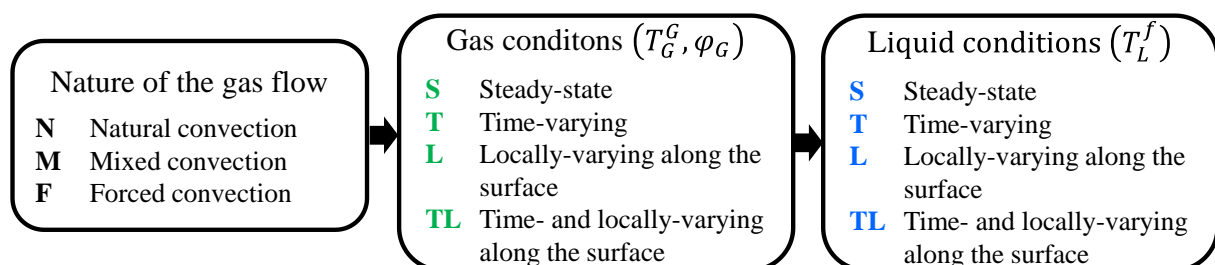 Nature of the gas flow
N Natural convection
M Mixed convection
F Forced convection
Gas conditons (T_G^G, φ_G)
S Steady-state
T Time-varying
L Locally-varying along the
surface
TL Time- and locally-varying
along the surface
Liquid conditions (T_L^f)
S Steady-state
T Time-varying
L Locally-varying along the
surface
TL Time- and locally-varying
along the surface